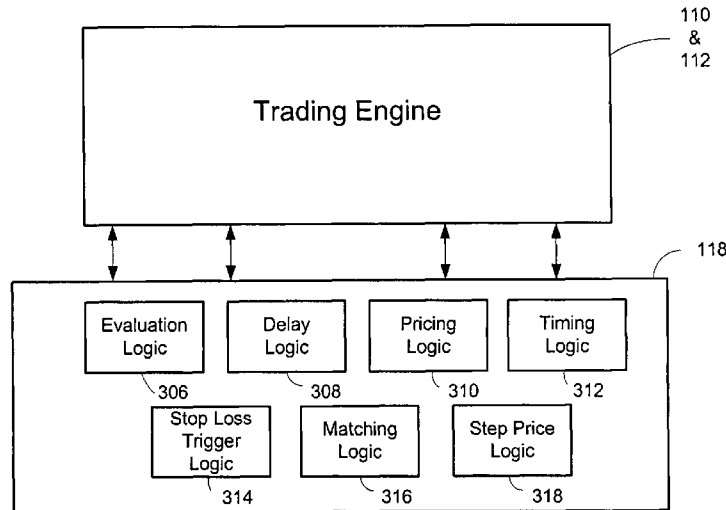 110
&
112
Trading Engine
118
Evaluation
Logic
Delay
Logic
Pricing
Logic
Timing
Logic
306
308
310
312
Stop Loss
Trigger
Logic
Matching
Logic
Step Price
Logic
314
316
318